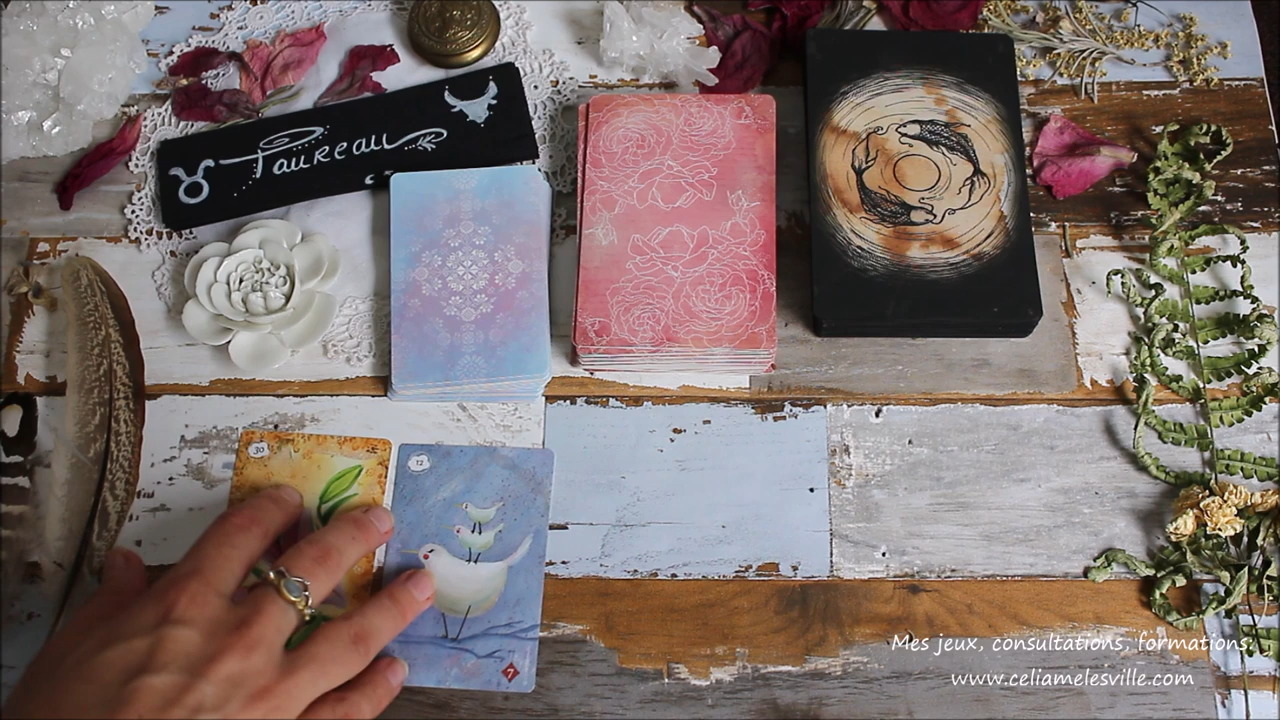 Taureau
30
12
7
Mes jeux, consultations, formations:
www.celiamelesville.com